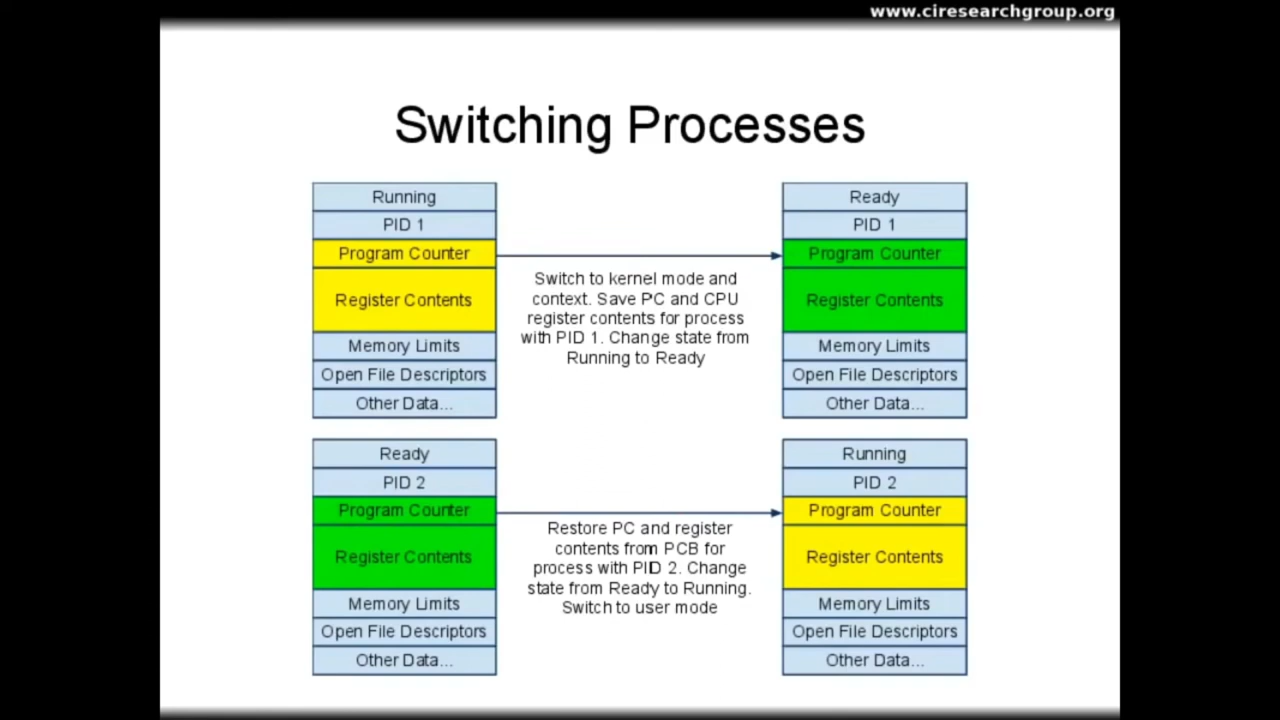 www.ciresearchgroup.org
Switching Processes
Running
PID 1
Program Counter
Register Contents
Memory Limits
Open File Descriptors
Other Data...
Switch to kernel mode and
context. Save PC and CPU
register contents for process
with PID 1. Change state from
Running to Ready
Ready
PID 1
Program Counter
Register Contents
Memory Limits
Open File Descriptors
Other Data...
Ready
PID 2
Program Counter
Register Contents
Memory Limits
Open File Descriptors
Other Data...
Restore PC and register
contents from PCB for
process with PID 2. Change
state from Ready to Running.
Switch to user mode
Running
PID 2
Program Counter
Register Contents
Memory Limits
Open File Descriptors
Other Data...